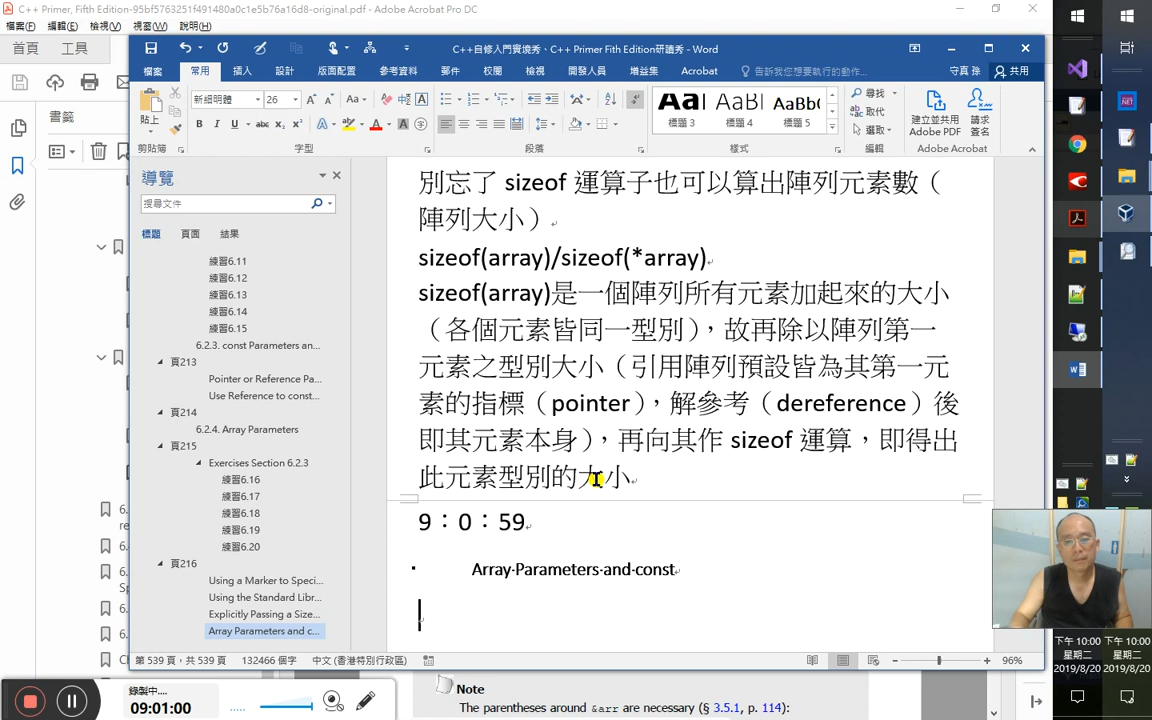 C++ Primer, Fifth Edition-95bf5763251f491480a0c1e5b76a16d8-original.pdf - Adobe Acrobat Pro DC
檔案(F) 編輯(E) 檢視(V) 視窗(W) 說明(H)
首頁 工具
書籤
C++自修入門實境秀、C++ Primer Fifth Edition研讀秀 - Word
檔案 常用 插入 設計 版面配置 參考資料 郵件 校閱 檢視 開發人員 增益集 Acrobat 告訴我您想要執行的動作... 守真 孫 共用
貼上
剪貼簿
新細明體 26
字型
段落
標題 3 標題 4 標題 5
樣式
尋找
取代
選取
編輯
建立並共用 Adobe PDF
請求簽名
Adobe Acrobat
導覽
搜尋文件
標題 頁面 結果
練習6.11
練習6.12
練習6.13
練習6.14
練習6.15
6.2.3. const Parameters an...
頁213
Pointer or Reference Pa...
Use Reference to const...
頁214
6.2.4. Array Parameters
頁215
Exercises Section 6.2.3
練習6.16
練習6.17
練習6.18
練習6.19
練習6.20
頁216
Using a Marker to Speci...
Using the Standard Libr...
Explicitly Passing a Size...
Array Parameters and c...
別忘了 sizeof 運算子也可以算出陣列元素數（
陣列大小）
sizeof(array)/sizeof(*array)
sizeof(array)是一個陣列所有元素加起來的大小
（各個元素皆同一型別），故再除以陣列第一
元素之型別大小（引用陣列預設皆為其第一元
素的指標（pointer），解參考（dereference）後
即其元素本身），再向其作 sizeof 運算，即得出
此元素型別的大小
9：0：59
Array Parameters and const
第 539 頁，共 539 頁 132466 個字 中文 (香港特別行政區) 96%
錄製中....
09:01:00
Note
The parentheses around &arr are necessary (§ 3.5.1, p. 114):
下午 10:00
星期二
2019/8/20
下午 10:00
星期二
2019/8/20